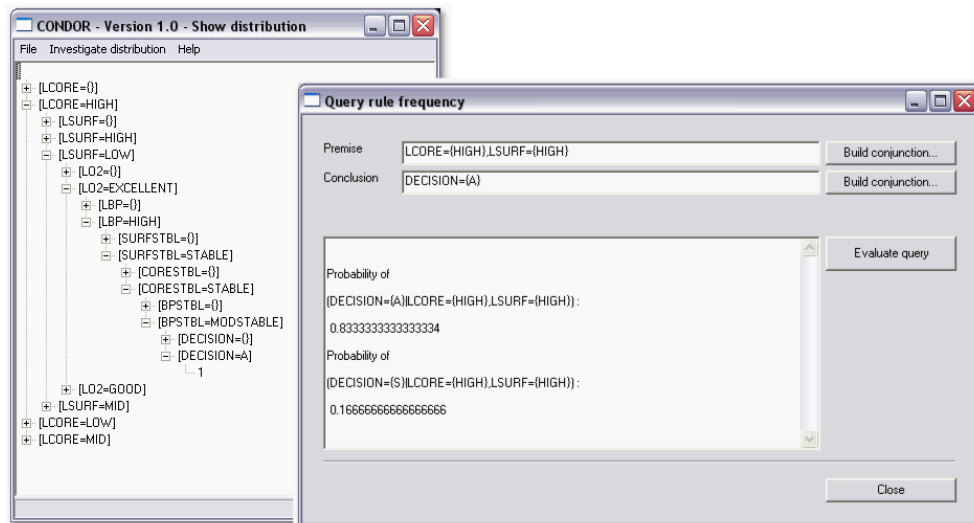 CONDOR - Version 1.0 - Show distribution
File Investigate distribution Help
[LCORE={}]
[LCORE=HIGH]
[LSURF={}]
[LSURF=HIGH]
[LSURF=LOW]
[LO2={}]
[LO2=EXCELLENT]
[LBP={}]
[LBP=HIGH]
[SURFSTBL={}]
[SURFSTBL=STABLE]
[CORESTBL={}]
[CORESTBL=STABLE]
[BPSTBL={}]
[BPSTBL=MODSTABLE]
[DECISION={}]
[DECISION=A]
1
[LO2=GOOD]
[LSURF=MID]
[LCORE=LOW]
[LCORE=MID]
Query rule frequency
Premise LCORE={HIGH},LSURF={HIGH} Build conjunction...
Conclusion DECISION={A} Build conjunction...
Evaluate query
Probability of
(DECISION={A}|LCORE={HIGH},LSURF={HIGH}) :
0.8333333333333334
Probability of
(DECISION={S}|LCORE={HIGH},LSURF={HIGH}) :
0.16666666666666666
Close